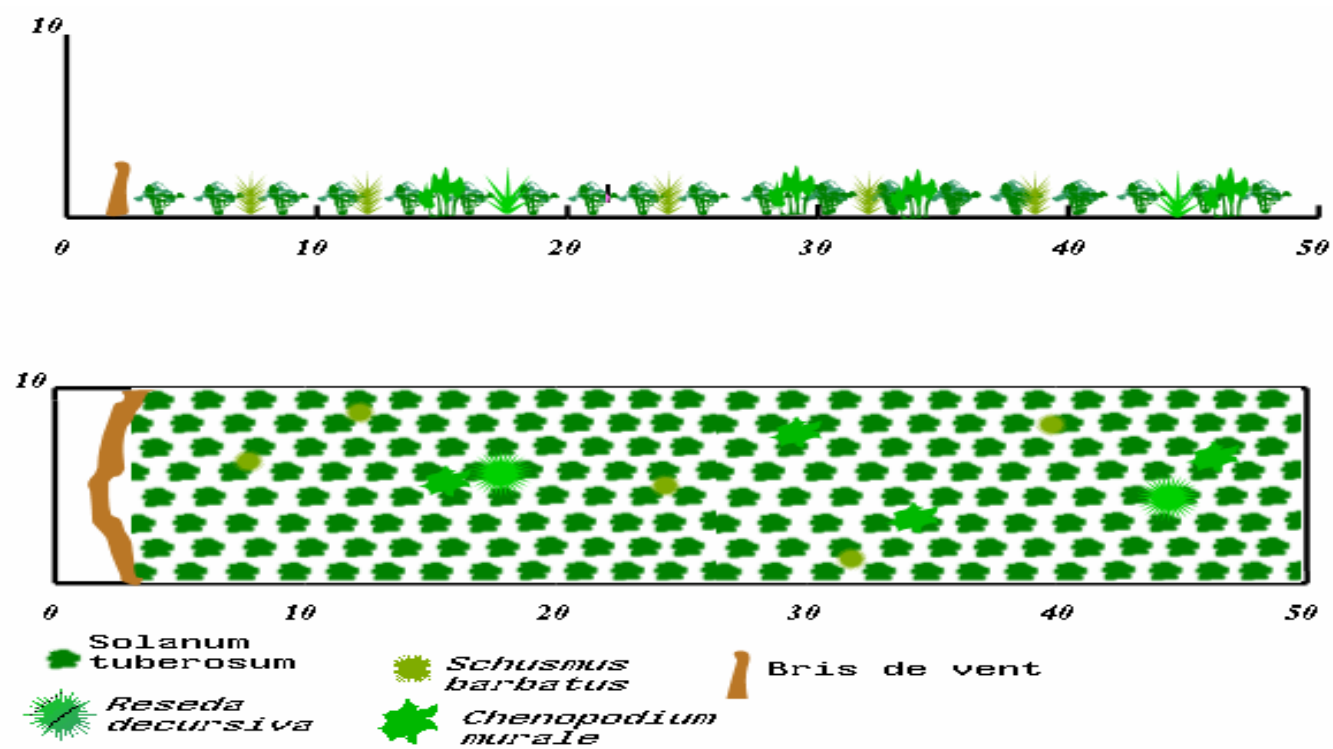 10
0 10 20 30 40 50
10
0 10 20 30 40 50
Solanum
tuberosum
Schusmus
barbatus
Bris de vent
Reseda
decursiva
Chenopodium
murale